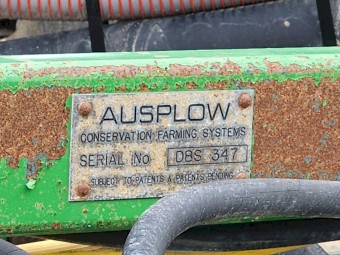 AUSPLOW
CONSERVATION FARMING SYSTEMS
SERIAL No DBS 347
SUBJECT TO PATENTS & PATENTS PENDING